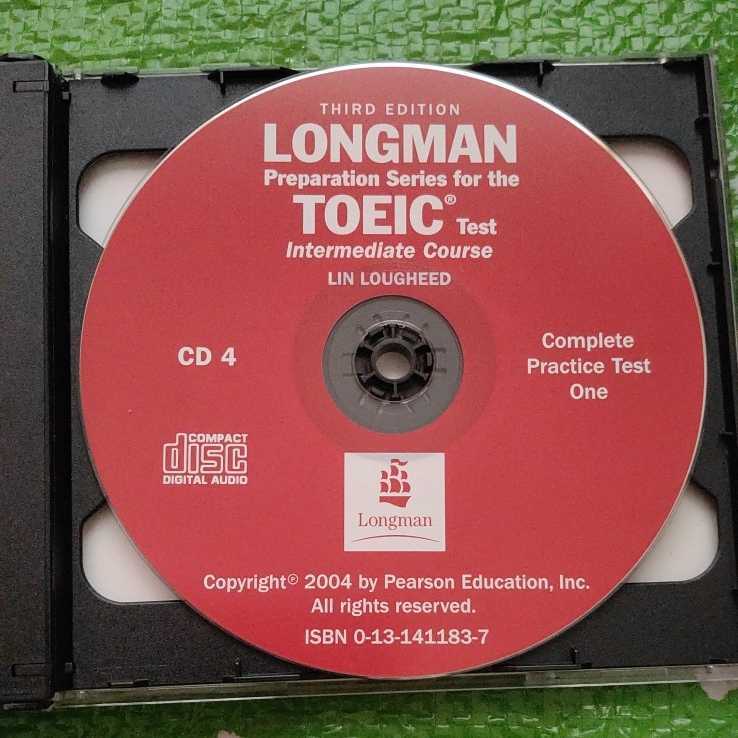 THIRD EDITION
LONGMAN
Preparation Series for the
TOEIC® Test
Intermediate Course
LIN LOUGHEED
CD 4
Complete
Practice Test
One
COMPACT
disc
DIGITAL AUDIO
Longman
Copyright® 2004 by Pearson Education, Inc.
All rights reserved.
ISBN 0-13-141183-7